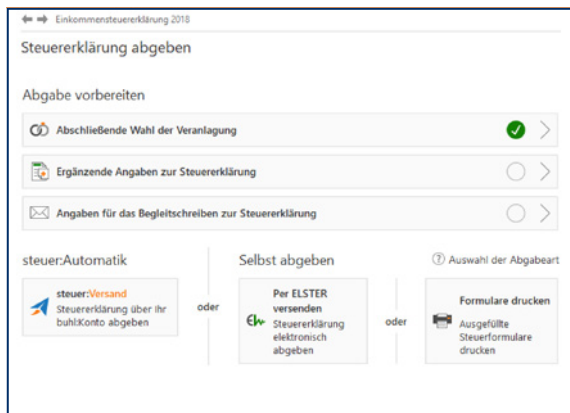 Einkommensteuererklärung 2018
Steuererklärung abgeben
Abgabe vorbereiten
Abschließende Wahl der Veranlagung
Ergänzende Angaben zur Steuererklärung
Angaben für das Begleitschreiben zur Steuererklärung
steuer:Automatik
steuer:Versand
Steuererklärung über Ihr
buhl:Konto abgeben
oder
Selbst abgeben
Per ELSTER
versenden
Steuererklärung
elektronisch
abgeben
oder
? Auswahl der Abgabeart
Formulare drucken
Ausgefüllte
Steuerformulare
drucken